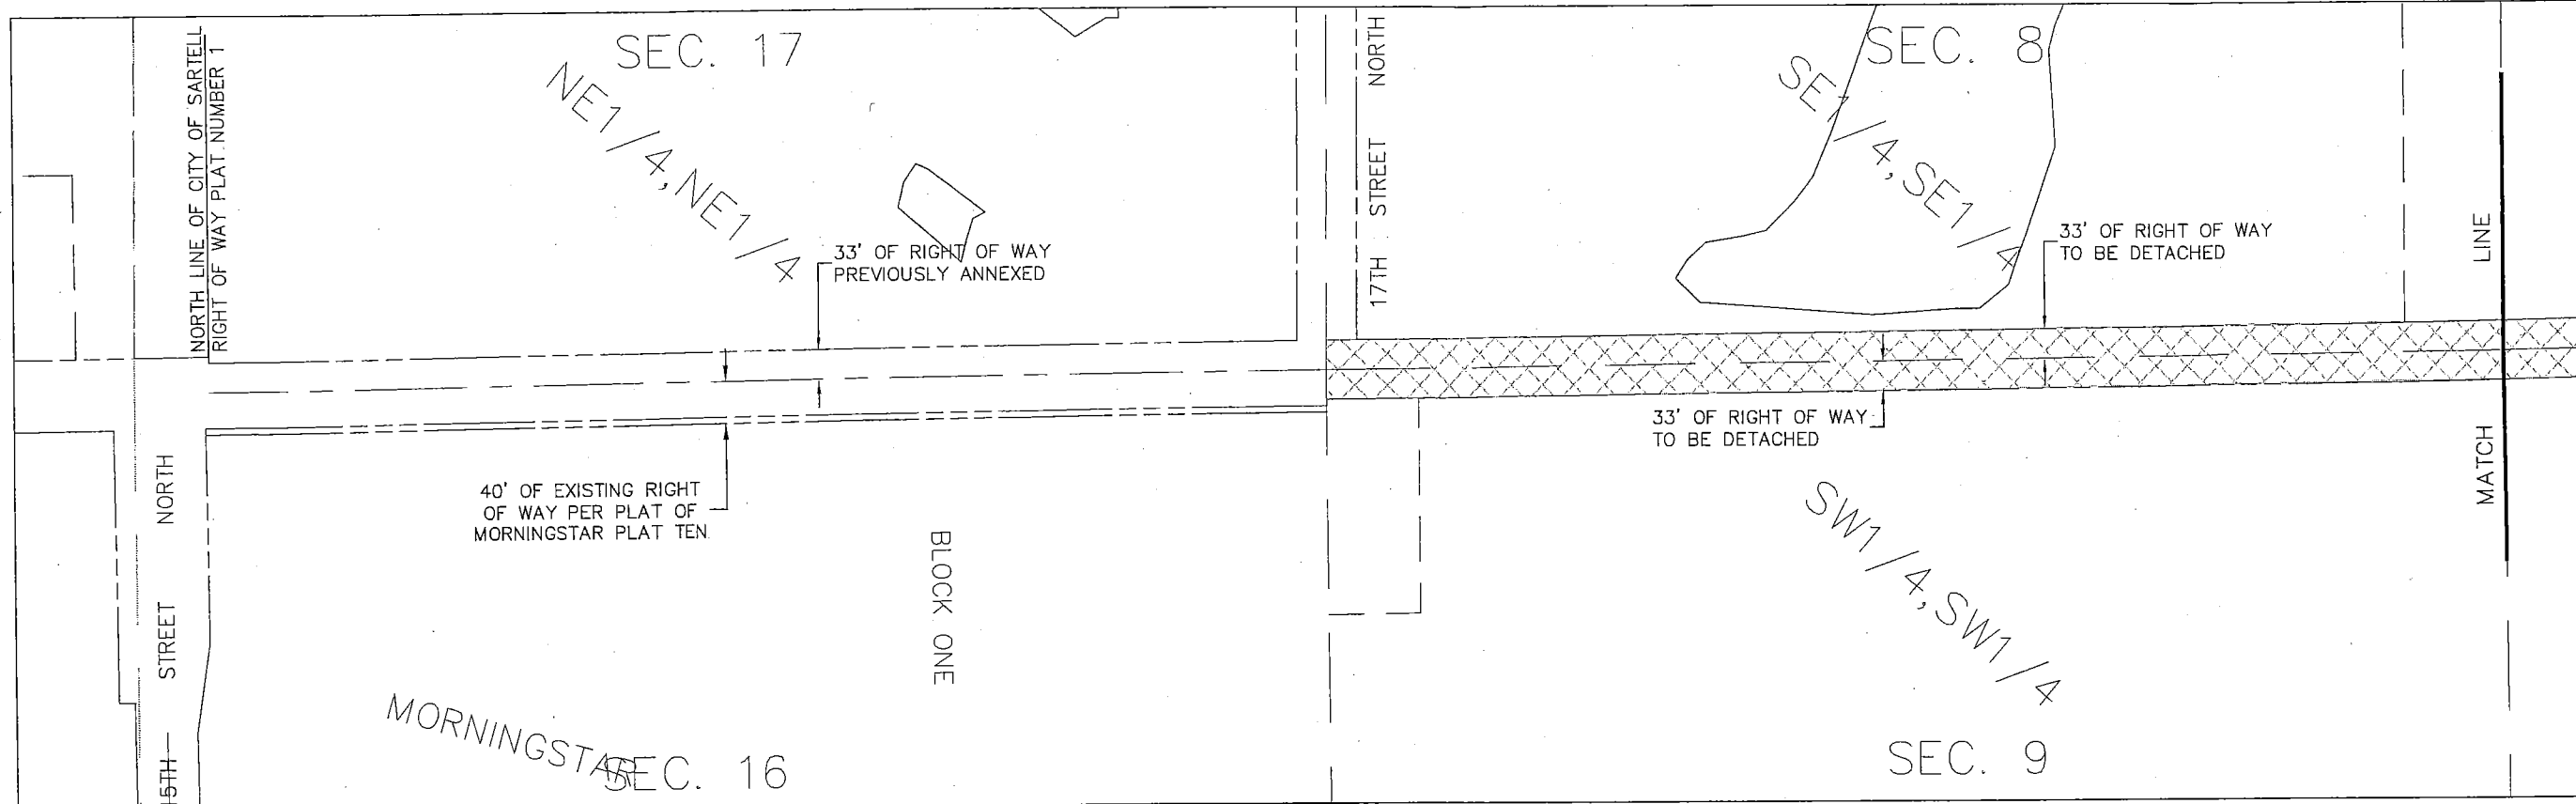 NORTH LINE OF CITY OF SARTELL
RIGHT OF WAY PLAT NUMBER 1
SEC. 17
NE1/4,NE1/4
33' OF RIGHT OF WAY
PREVIOUSLY ANNEXED
17TH STREET NORTH
SEC. 8
SE1/4,SE1/4
33' OF RIGHT OF WAY
TO BE DETACHED
MATCH LINE
33' OF RIGHT OF WAY
TO BE DETACHED
40' OF EXISTING RIGHT
OF WAY PER PLAT OF
MORNINGSTAR PLAT TEN
15TH STREET NORTH
BLOCK ONE
SW1/4,SW1/4
MORNINGSTAR
SEC. 16
SEC. 9